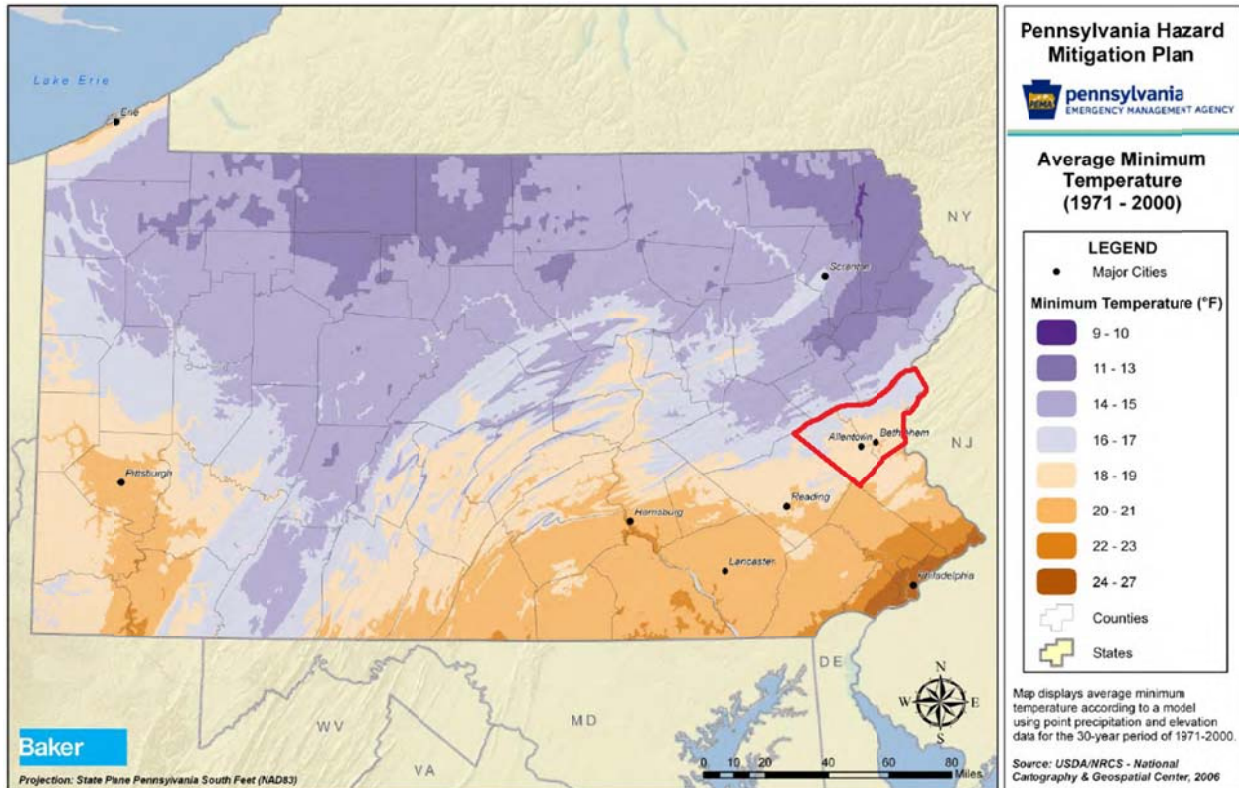 Lake Erie
Erie
Scranton
NY
Allentown
Bethlehem
NJ
Pittsburgh
Reading
Harrisburg
Lancaster
Philadelphia
DE
MD
WV
VA
N
W E
S
Baker
Projection: State Plane Pennsylvania South Feet (NAD83)
0 10 20 40 60 80
Miles
Pennsylvania Hazard
Mitigation Plan
PEMA
pennsylvania
EMERGENCY MANAGEMENT AGENCY
Average Minimum
Temperature
(1971 - 2000)
LEGEND
Major Cities
Minimum Temperature (°F)
9 - 10
11 - 13
14 - 15
16 - 17
18 - 19
20 - 21
22 - 23
24 - 27
Counties
States
Map displays average minimum
temperature according to a model
using point precipitation and elevation
data for the 30-year period of 1971-2000.
Source: USDA/NRCS - National
Cartography & Geospatial Center, 2006